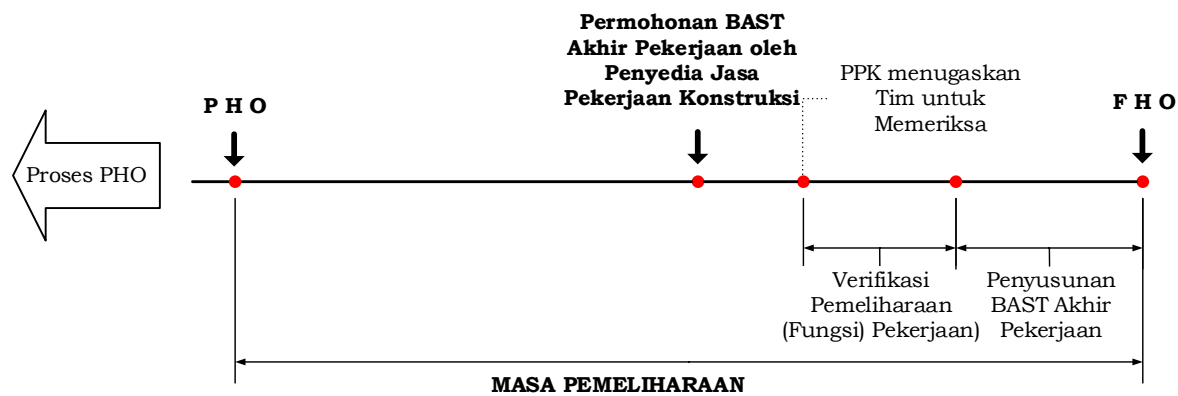 Proses PHO
P H O
Permohonan BAST
Akhir Pekerjaan oleh
Penyedia Jasa
Pekerjaan Konstruksi
PPK menugaskan
Tim untuk
Memeriksa
F H O
Verifikasi
Pemeliharaan
(Fungsi) Pekerjaan)
Penyusunan
BAST Akhir
Pekerjaan
MASA PEMELIHARAAN